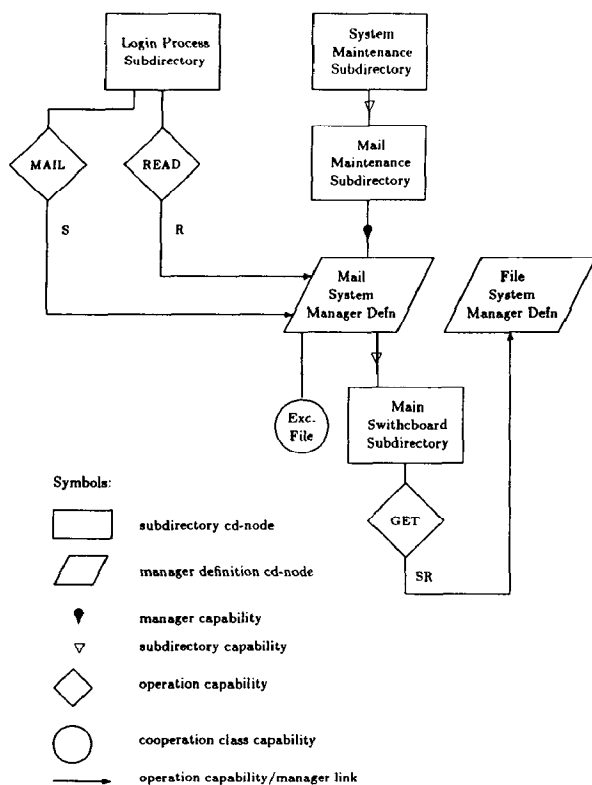 Login Process
Subdirectory
System
Maintenance
Subdirectory
MAIL
READ
Mail
Maintenance
Subdirectory
S
R
Mail
System
Manager Defn
File
System
Manager Defn
Exc.
File
Main
Swithcboard
Subdirectory
GET
SR
Symbols:
subdirectory cd-node
manager definition cd-node
manager capability
subdirectory capability
operation capability
cooperation class capability
operation capability/manager link